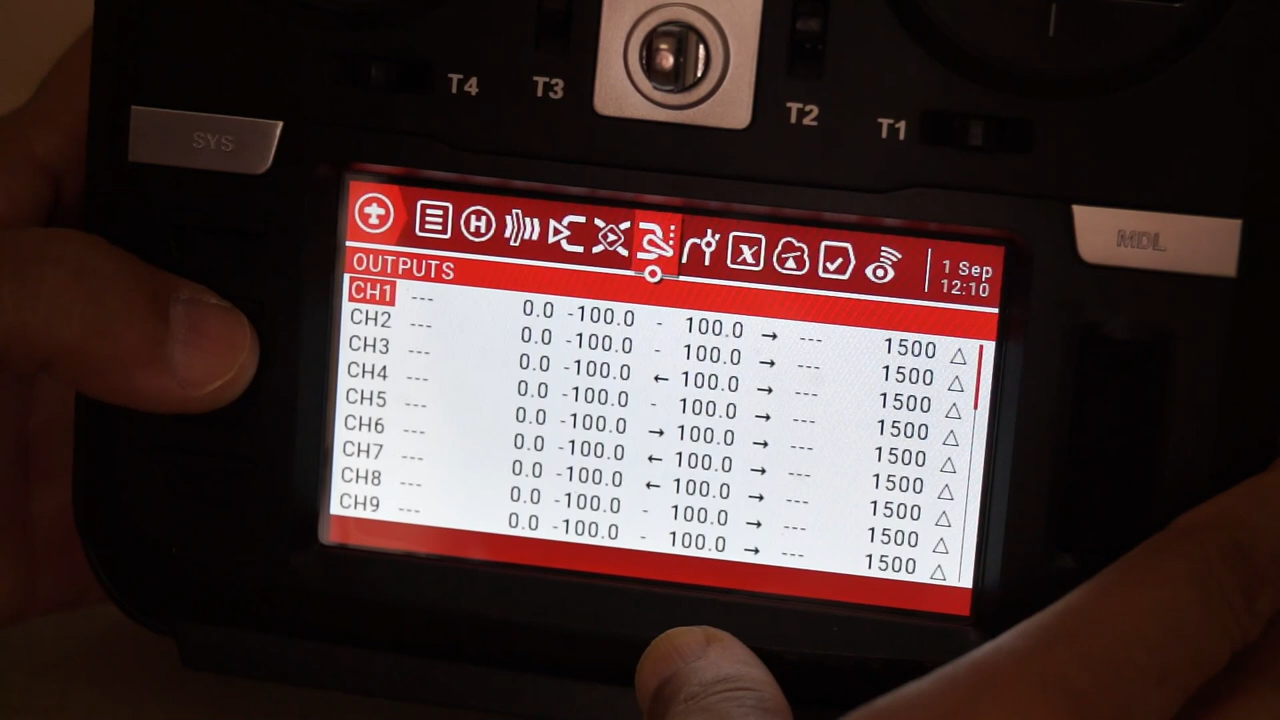 T4 T3 T2 T1
SYS
MDL
H
x
1 Sep
12:10
OUTPUTS
CH1 --- 0.0 -100.0 - 100.0 → --- 1500 △
CH2 --- 0.0 -100.0 - 100.0 → --- 1500 △
CH3 --- 0.0 -100.0 ← 100.0 → --- 1500 △
CH4 --- 0.0 -100.0 - 100.0 → --- 1500 △
CH5 --- 0.0 -100.0 → 100.0 → --- 1500 △
CH6 --- 0.0 -100.0 ← 100.0 → --- 1500 △
CH7 --- 0.0 -100.0 ← 100.0 → --- 1500 △
CH8 --- 0.0 -100.0 - 100.0 → --- 1500 △
CH9 --- 0.0 -100.0 - 100.0 → --- 1500 △